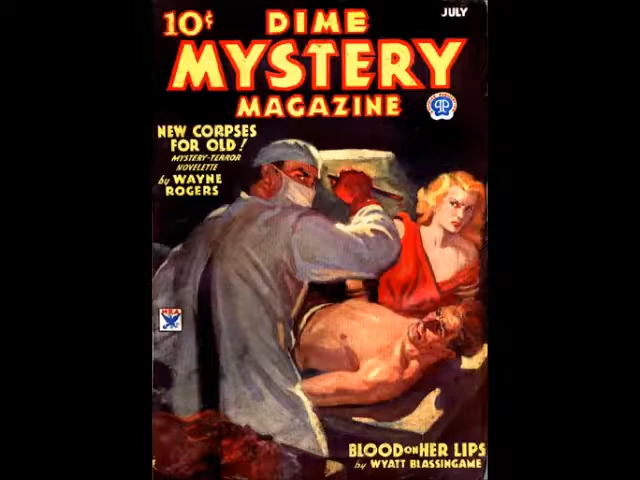 10¢ DIME JULY
MYSTERY
MAGAZINE
NEW CORPSES
FOR OLD!
MYSTERY-TERROR
NOVELETTE
by WAYNE
ROGERS
NRA
BLOOD ON HER LIPS
by WYATT BLASSINGAME